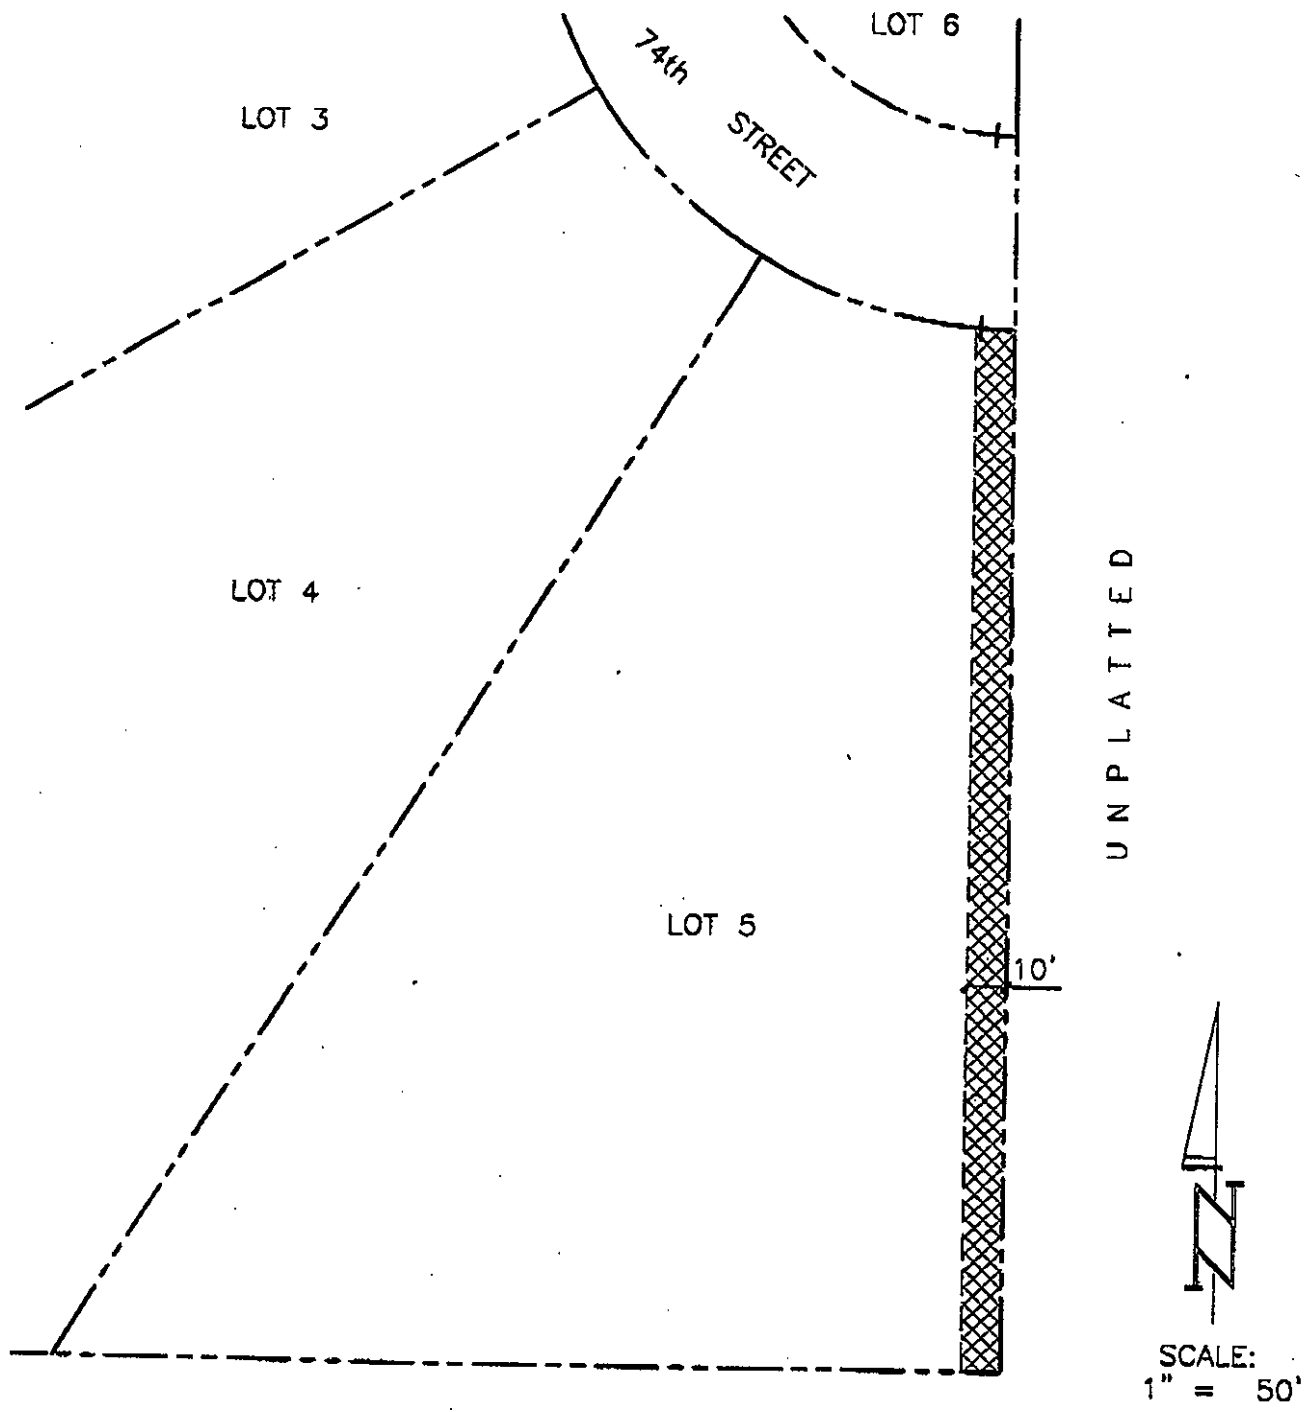 LOT 6
74th
STREET
LOT 3
LOT 4
UNPLATTED
LOT 5
10'
N
SCALE:
1" = 50'